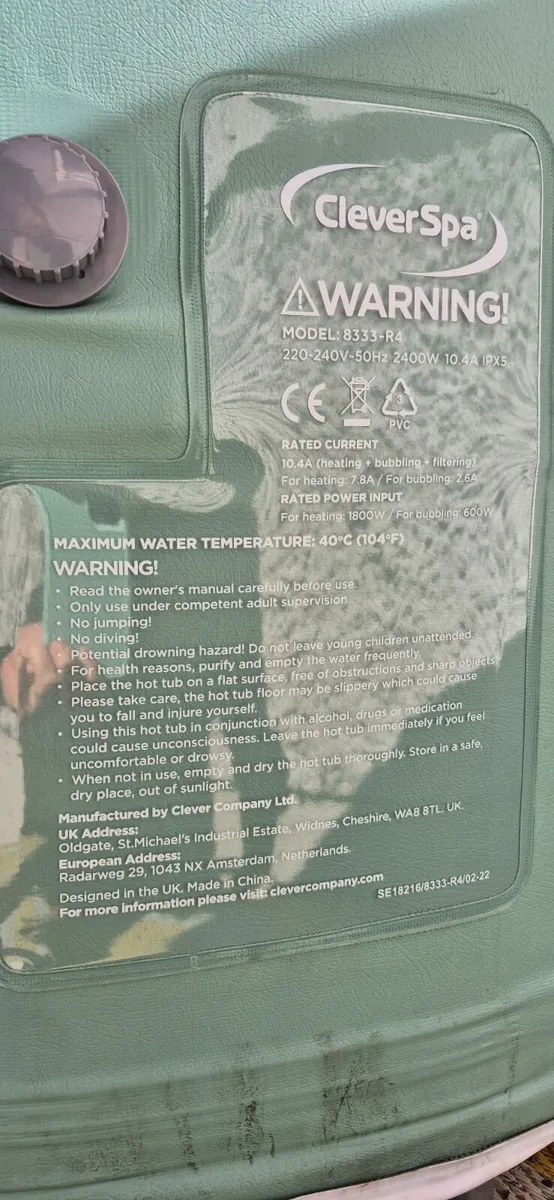 CleverSpa
WARNING!
MODEL: 8333-R4
220-240V~50Hz 2400W 10.4A IPX5
CE
3
PVC
RATED CURRENT
10.4A (heating + bubbling + filtering)
For heating: 7.8A / For bubbling: 2.6A
RATED POWER INPUT
For heating: 1800W / For bubbling: 600W
MAXIMUM WATER TEMPERATURE: 40°C (104°F)
WARNING!
• Read the owner's manual carefully before use.
• Only use under competent adult supervision.
• No jumping!
• No diving!
• Potential drowning hazard! Do not leave young children unattended.
• For health reasons, purify and empty the water frequently.
• Place the hot tub on a flat surface, free of obstructions and sharp objects.
• Please take care, the hot tub floor may be slippery which could cause
you to fall and injure yourself.
• Using this hot tub in conjunction with alcohol, drugs or medication
could cause unconsciousness. Leave the hot tub immediately if you feel
uncomfortable or drowsy.
• When not in use, empty and dry the hot tub thoroughly. Store in a safe,
dry place, out of sunlight.
Manufactured by Clever Company Ltd.
UK Address:
Oldgate, St.Michael's Industrial Estate, Widnes, Cheshire, WA8 8TL. UK.
European Address:
Radarweg 29, 1043 NX Amsterdam, Netherlands.
Designed in the UK. Made in China.
For more information please visit: clevercompany.com
SE18216/8333-R4/02-22